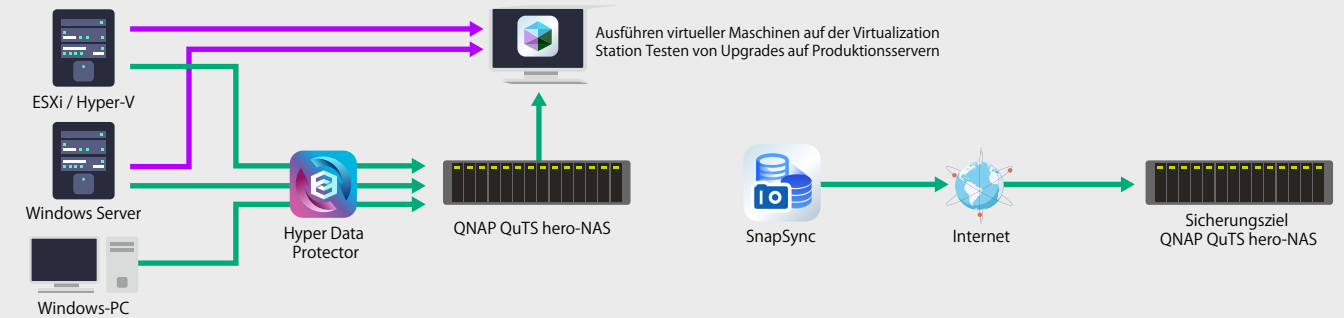 Ausführen virtueller Maschinen auf der Virtualization
Station Testen von Upgrades auf Produktionsservern
ESXi / Hyper-V
Windows Server
Windows-PC
Hyper Data
Protector
QNAP QuTS hero-NAS
SnapSync
Internet
Sicherungsziel
QNAP QuTS hero-NAS